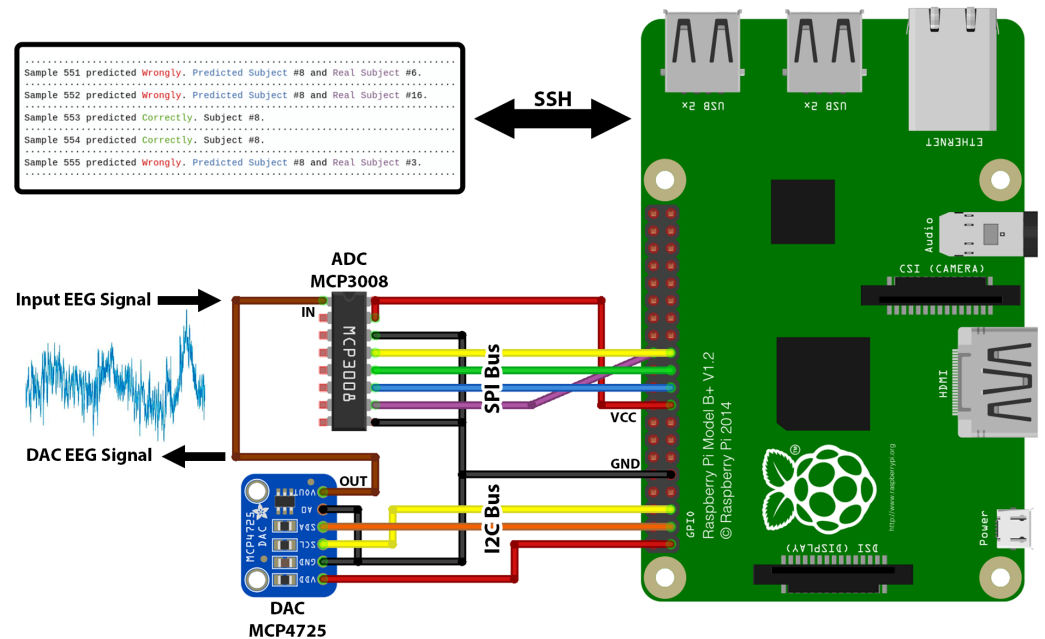 Sample 551 predicted Wrongly. Predicted Subject #8 and Real Subject #6.
Sample 552 predicted Wrongly. Predicted Subject #8 and Real Subject #16.
Sample 553 predicted Correctly. Subject #8.
Sample 554 predicted Correctly. Subject #8.
Sample 555 predicted Wrongly. Predicted Subject #8 and Real Subject #3.
SSH
USB 2x
USB 2x
ETHERNET
Audio
CSI (CAMERA)
HDMI
ADC
MCP3008
Input EEG Signal
IN
MCP3008
SPI Bus
VCC
DAC EEG Signal
GND
OUT
I2C Bus
VOUT
A0
SDA
SCL
GND
VDD
MCP4725
DAC
DAC
MCP4725
GPIO
Raspberry Pi Model B+ V1.2
© Raspberry Pi 2014
TM
http://www.raspberrypi.org
Power
DSI (DISPLAY)